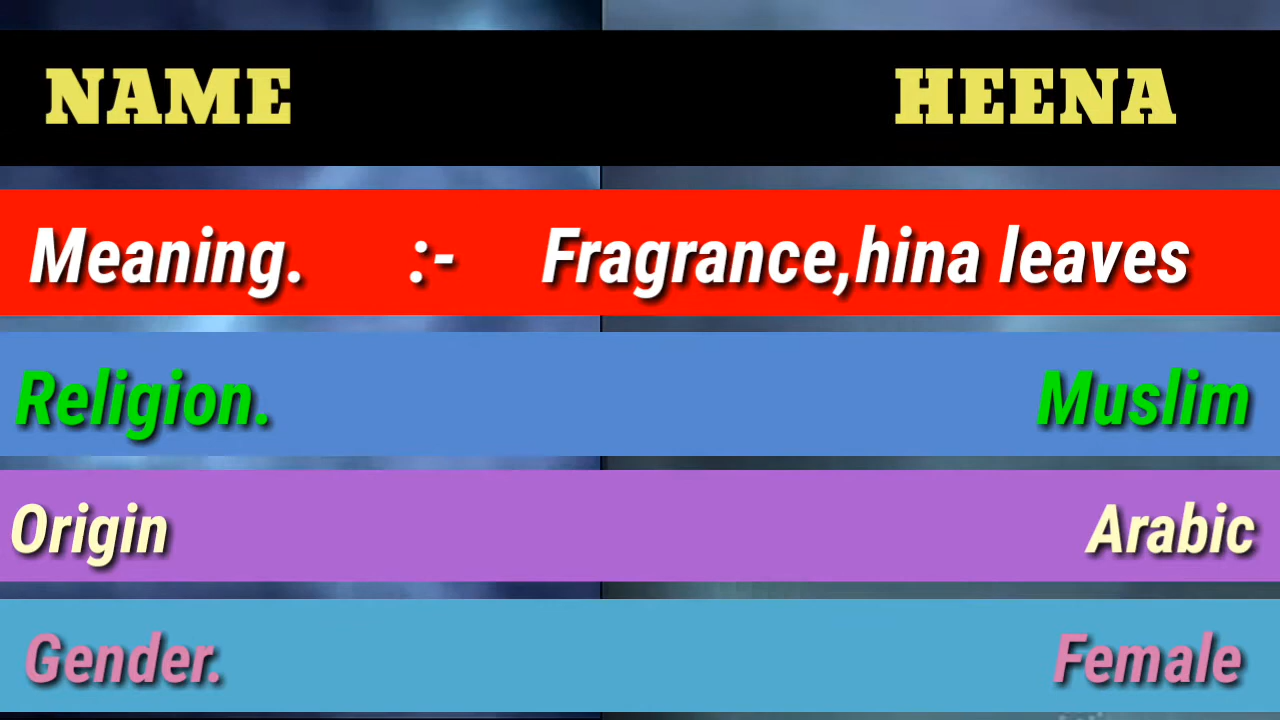 NAME HEENA
Meaning. :- Fragrance,hina leaves
Religion. Muslim
Origin Arabic
Gender. Female